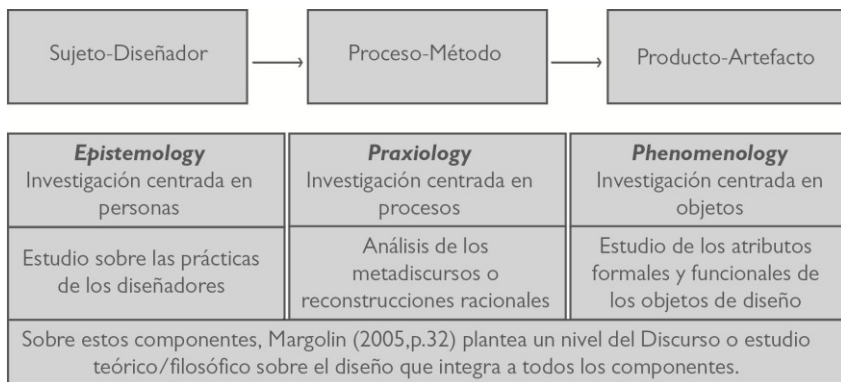 Sujeto-Diseñador
Proceso-Método
Producto-Artefacto
Epistemology
Investigación centrada en
personas
Praxiology
Investigación centrada en
procesos
Phenomenology
Investigación centrada en
objetos
Estudio sobre las prácticas
de los diseñadores
Análisis de los
metadiscursos o
reconstrucciones racionales
Estudio de los atributos
formales y funcionales de
los objetos de diseño
Sobre estos componentes, Margolin (2005,p.32) plantea un nivel del Discurso o estudio
teórico/filosófico sobre el diseño que integra a todos los componentes.